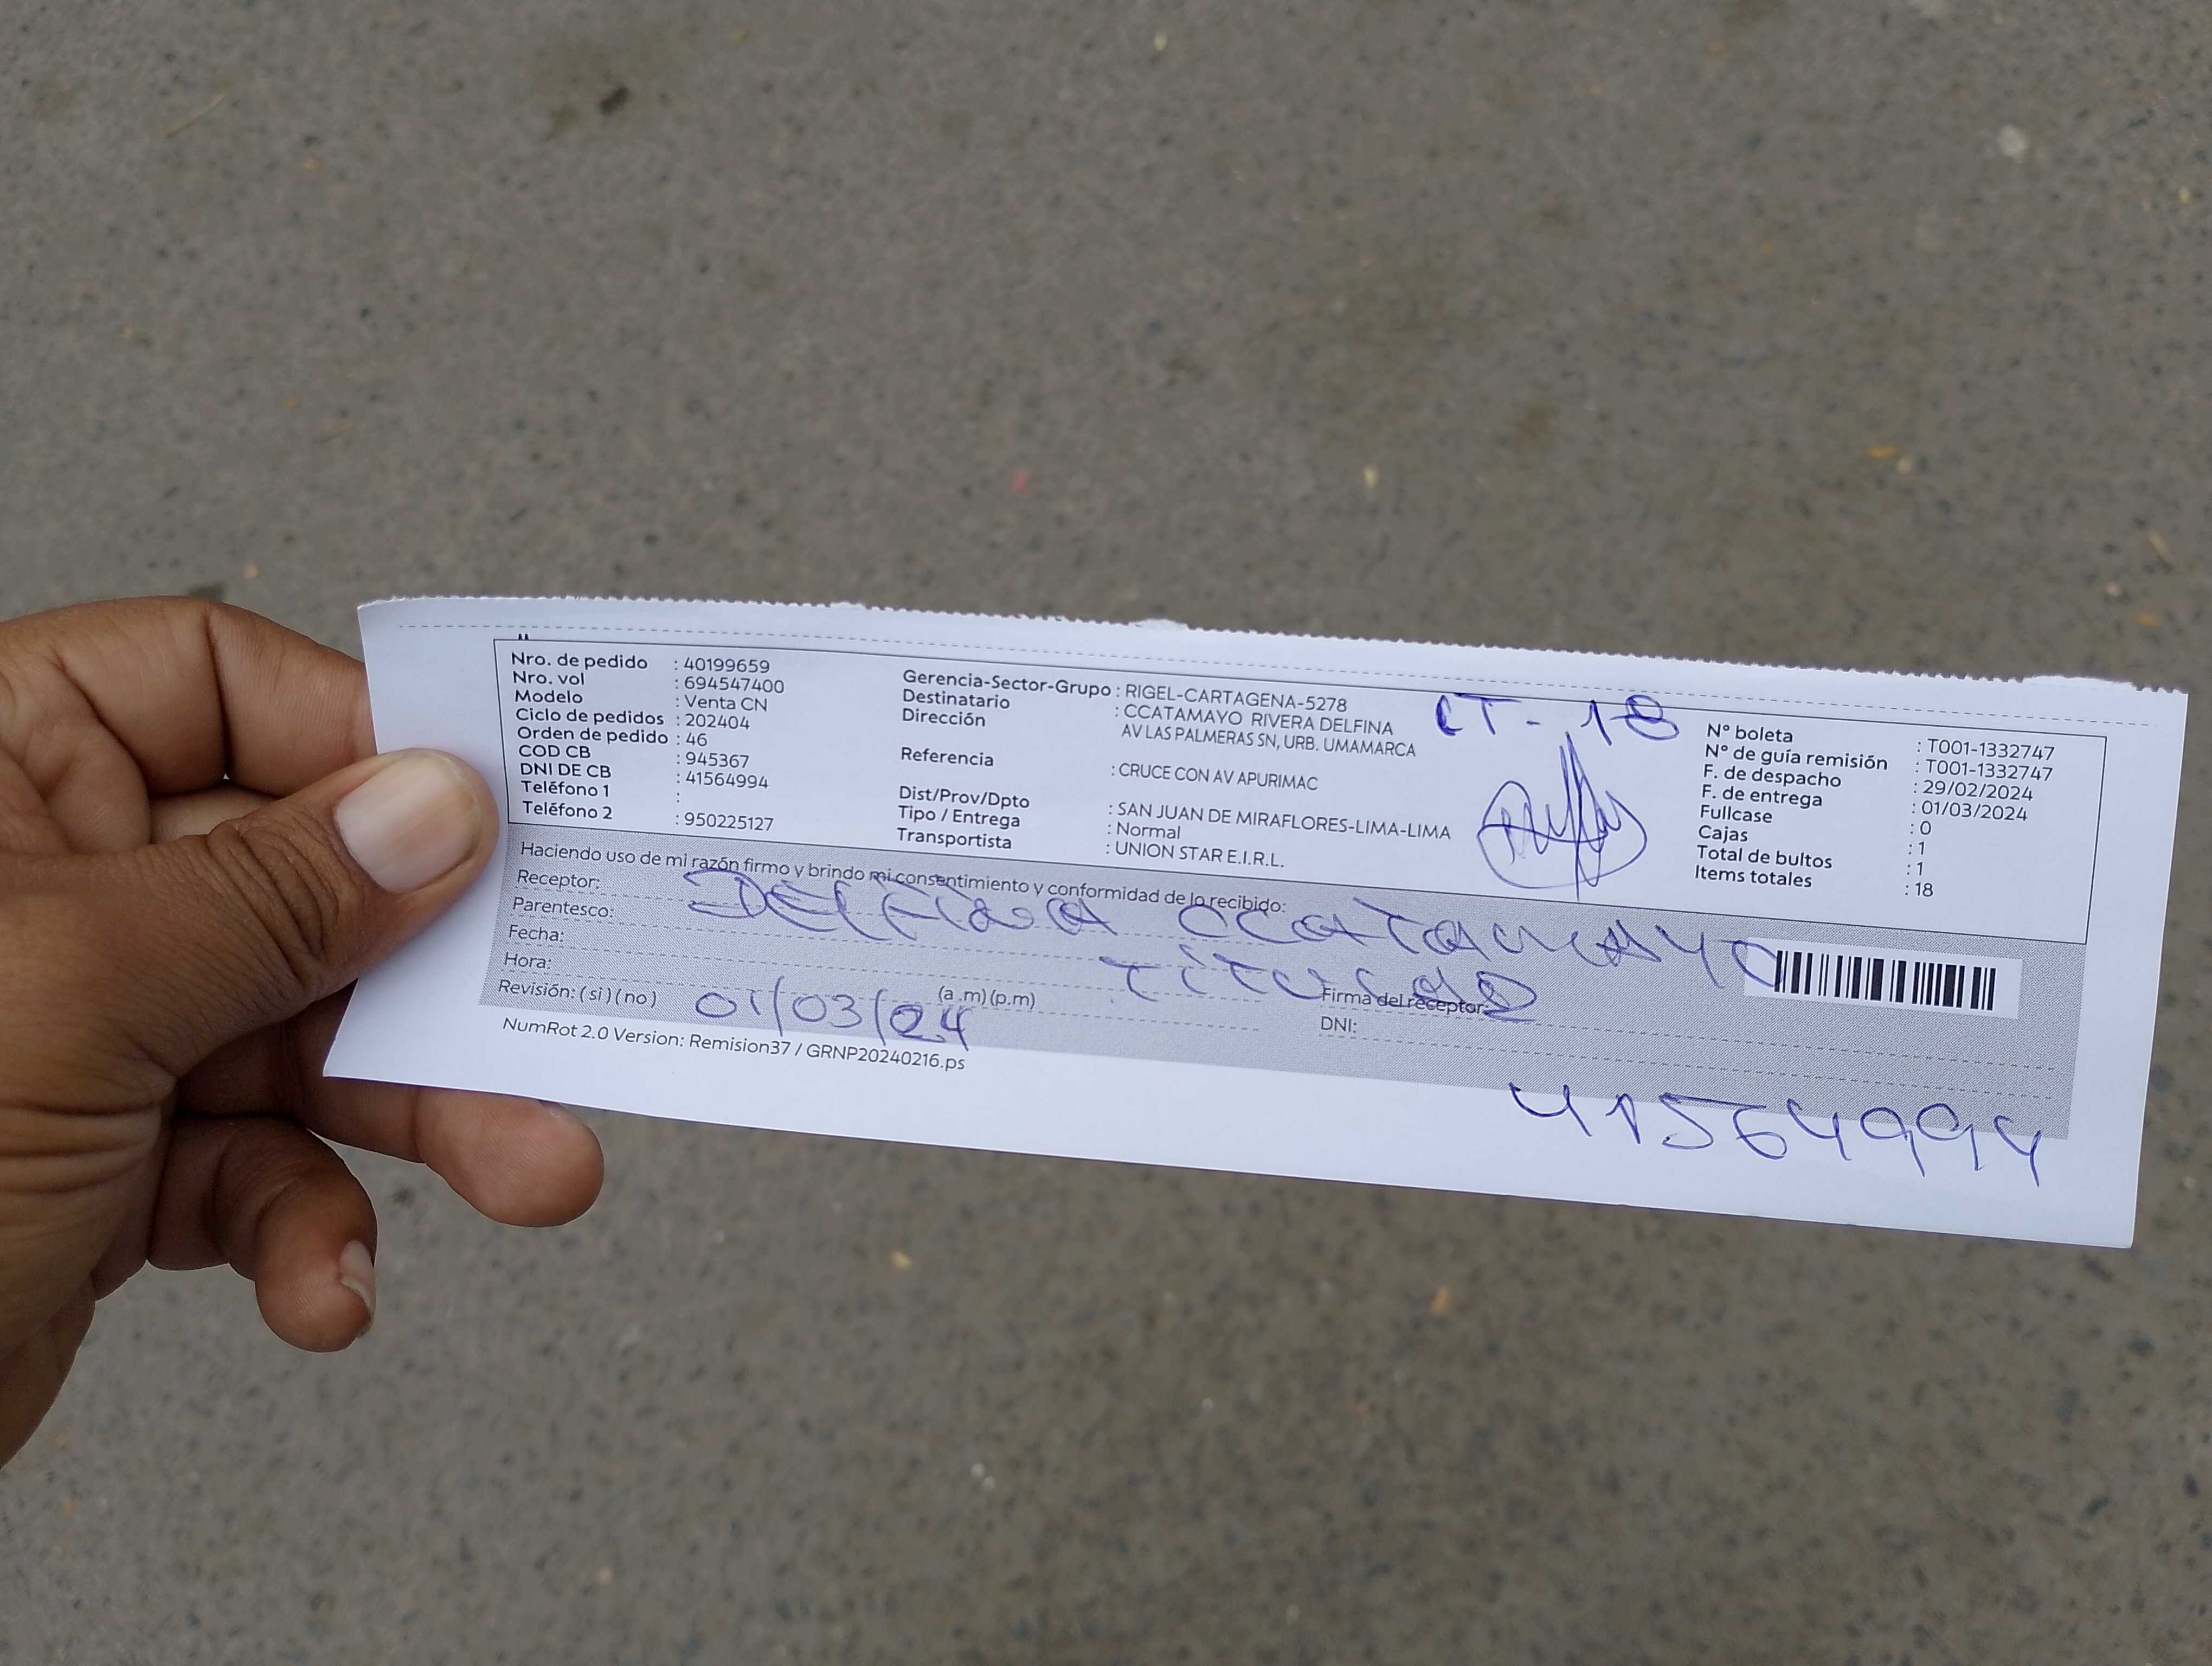 Nro. de pedido : 40199659
Nro. vol : 694547400
Modelo : Venta CN
Ciclo de pedidos : 202404
Orden de pedido : 46
COD CB : 945367
DNI DE CB : 41564994
Teléfono 1 :
Teléfono 2 : 950225127
Gerencia-Sector-Grupo : RIGEL-CARTAGENA-5278
Destinatario : CCATAMAYO RIVERA DELFINA
Dirección AV LAS PALMERAS SN, URB. UMAMARCA
Referencia : CRUCE CON AV APURIMAC
Dist/Prov/Dpto : SAN JUAN DE MIRAFLORES-LIMA-LIMA
Tipo / Entrega : Normal
Transportista : UNION STAR E.I.R.L.
CT-18
N° boleta : T001-1332747
N° de guía remisión : T001-1332747
F. de despacho : 29/02/2024
F. de entrega : 01/03/2024
Fullcase : 0
Cajas : 1
Total de bultos : 1
Items totales : 18
Haciendo uso de mi razón firmo y brindo mi consentimiento y conformidad de lo recibido:
Receptor: DELFINA CCATAMAYO
Parentesco: TITULAR
Fecha: 01/03/24
Hora: (a .m) (p.m)
Revisión: ( si ) ( no )
Firma del receptor:
DNI: 41564994
NumRot 2.0 Version: Remision37 / GRNP20240216.ps